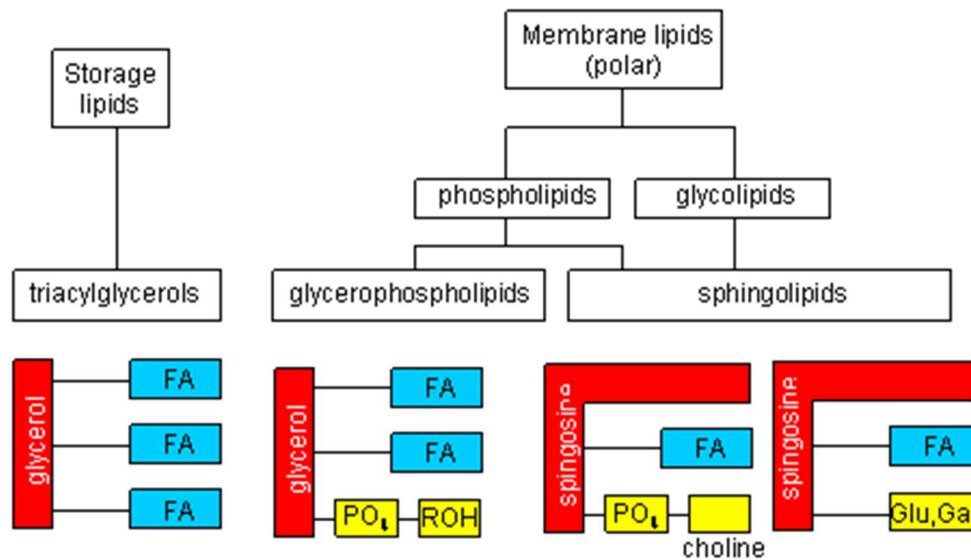 Storage
lipids
Membrane lipids
(polar)
phospholipids
glycolipids
triacylglycerols
glycerophospholipids
sphingolipids
glycerol
FA
FA
FA
glycerol
FA
FA
PO₄
ROH
spingosine
FA
PO₄
choline
spingosine
FA
Glu,Ga